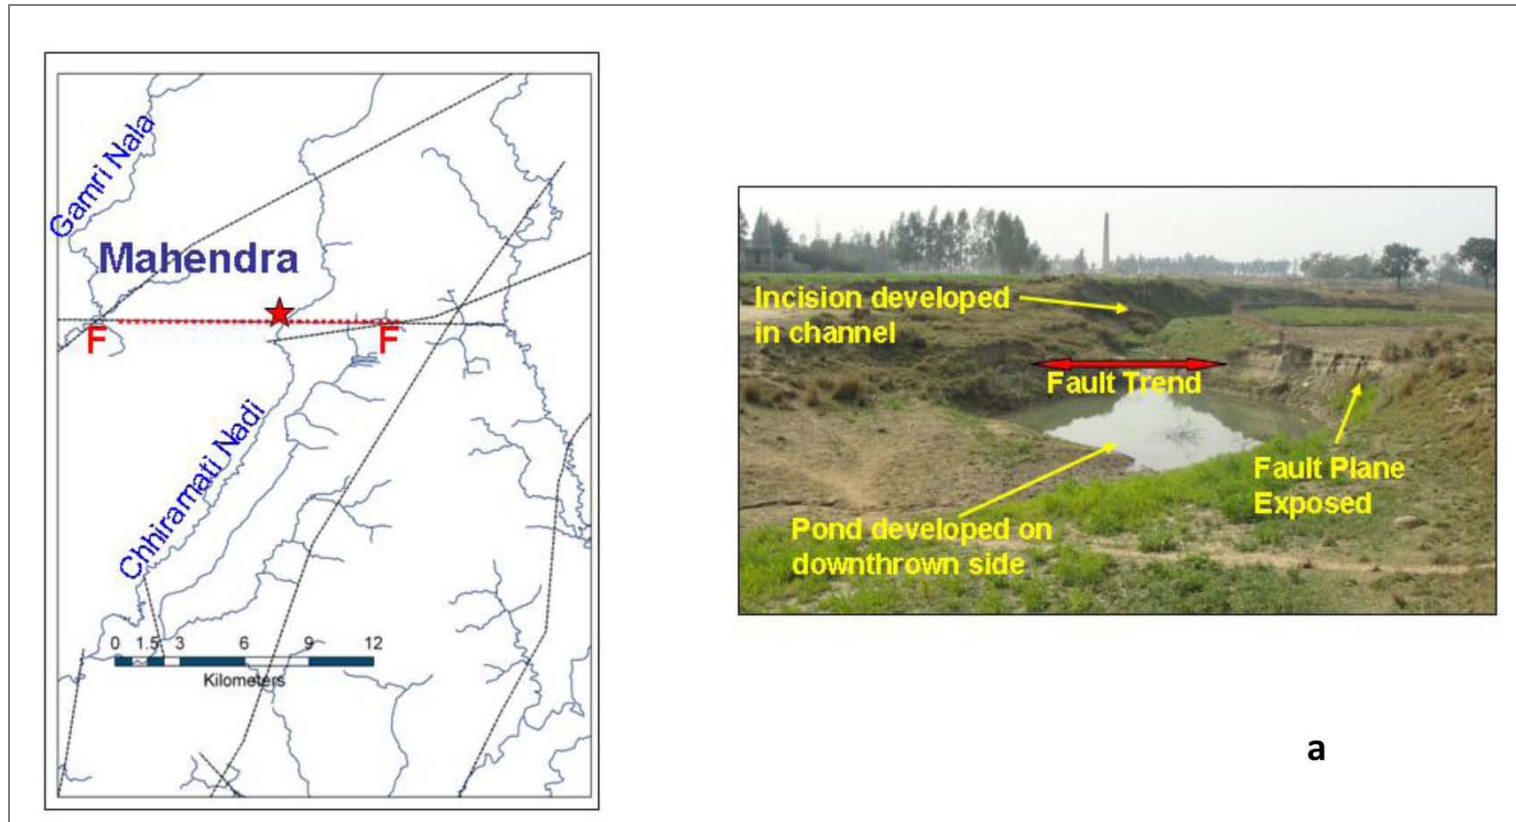 Gamri Nala
Mahendra
F
F
Chhiramati Nadi
0 1.5 3 6 9 12
Kilometers
Incision developed
in channel
Fault Trend
Fault Plane
Exposed
Pond developed on
downthrown side
a